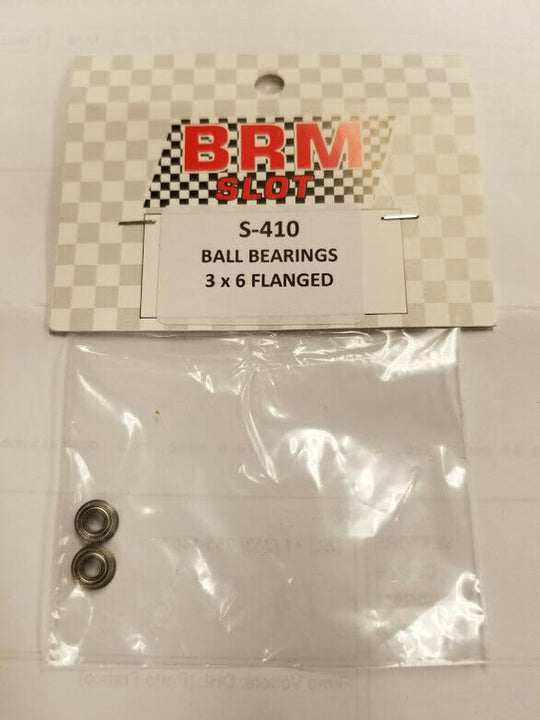 BRM
SLOT
S-410
BALL BEARINGS
3 x 6 FLANGED